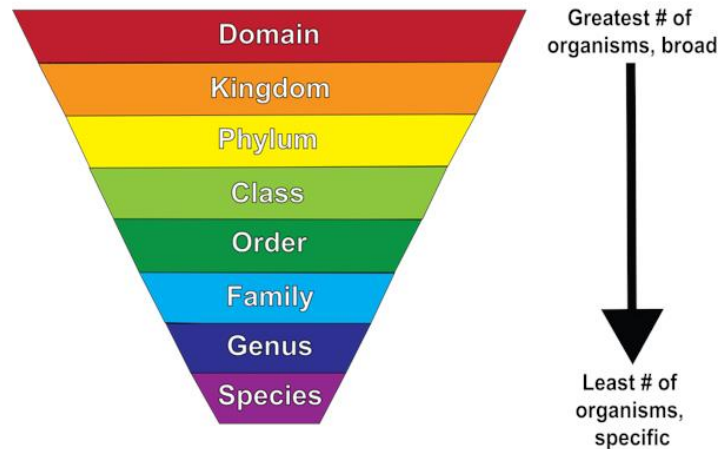 Domain
Kingdom
Phylum
Class
Order
Family
Genus
Species
Greatest # of
organisms, broad
Least # of
organisms,
specific